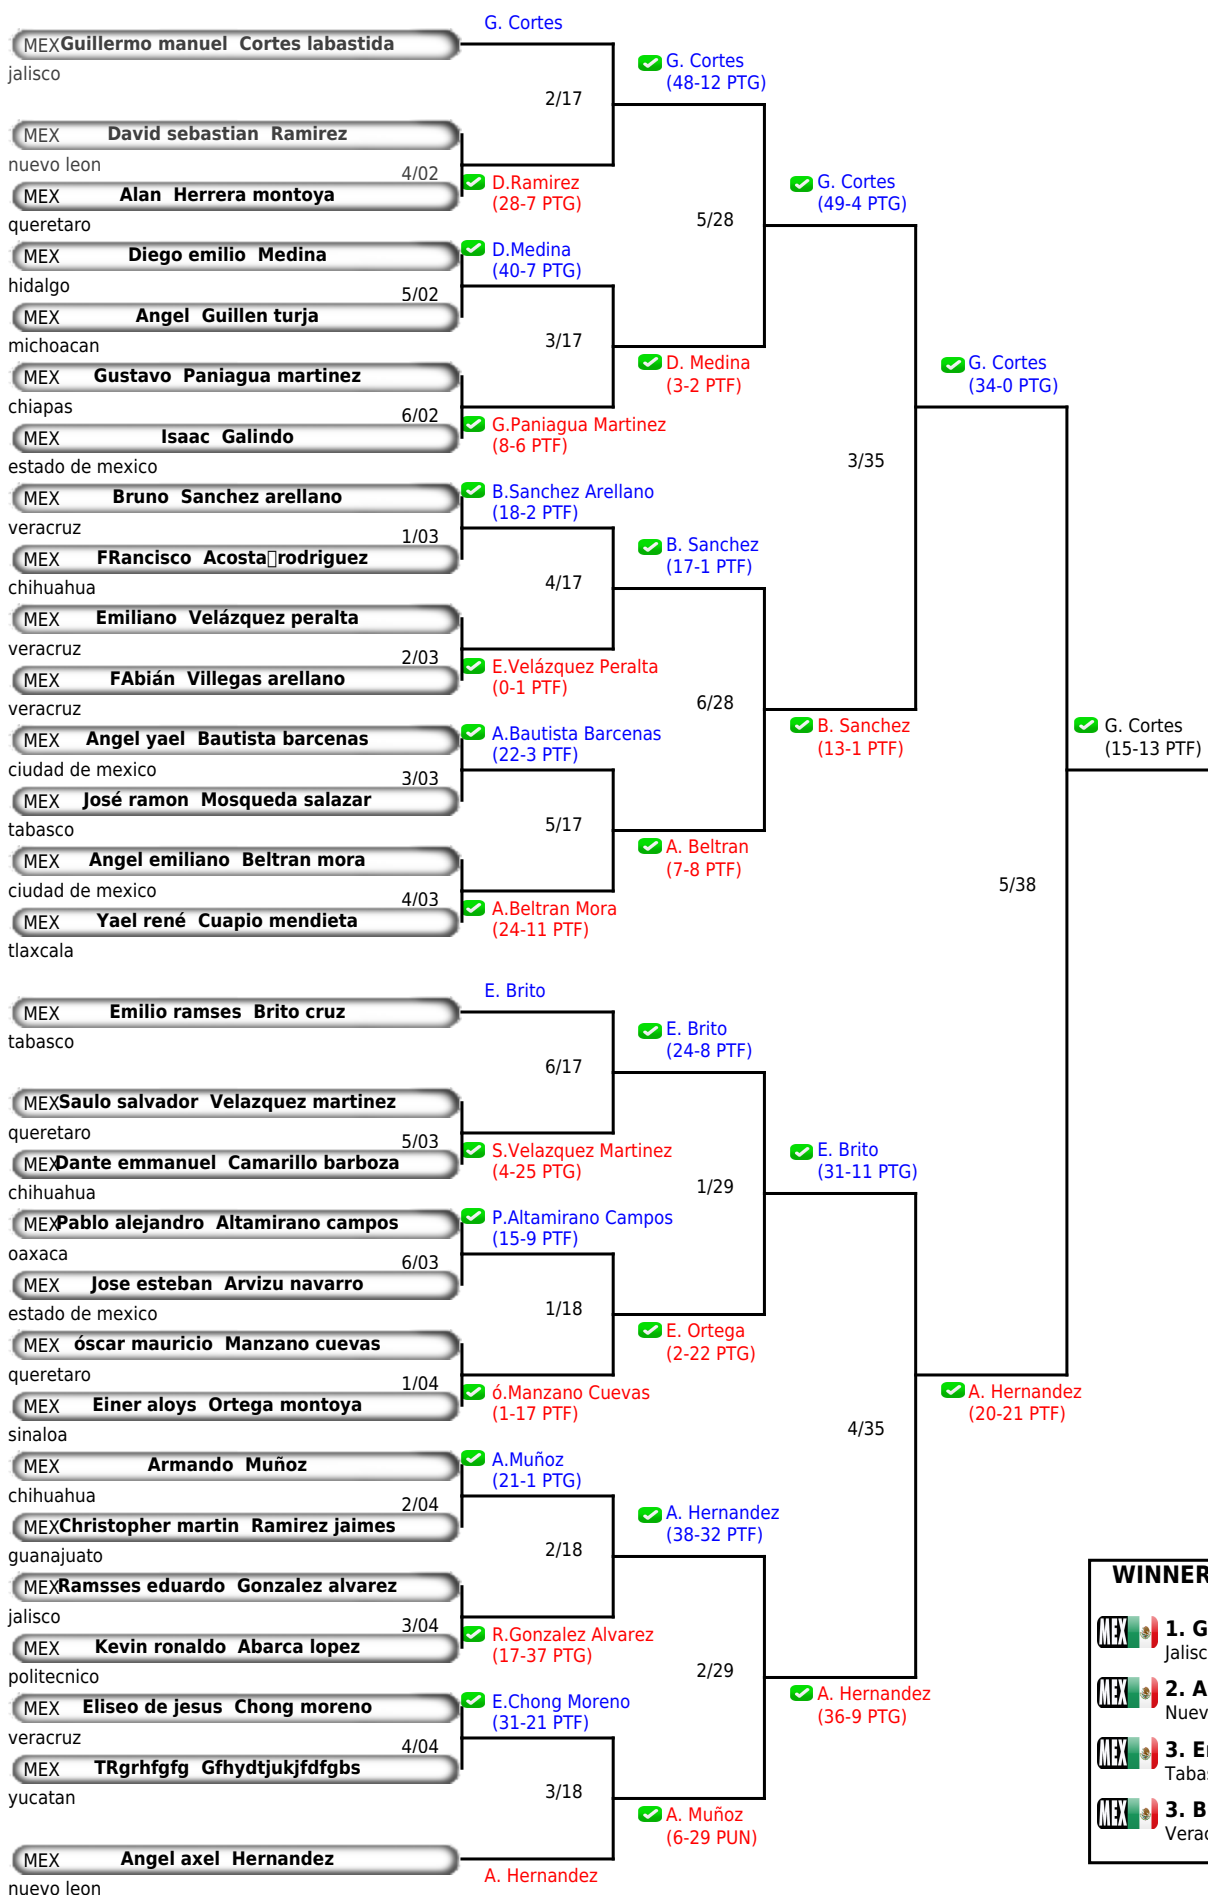 G. Cortes
MEX Guillermo manuel Cortes labastida
jalisco
G. Cortes
(48-12 PTG)
2/17
MEX David sebastian Ramirez
nuevo leon
4/02
D.Ramirez
(28-7 PTG)
MEX Alan Herrera montoya
queretaro
G. Cortes
(49-4 PTG)
5/28
MEX Diego emilio Medina
hidalgo
D.Medina
(40-7 PTG)
5/02
MEX Angel Guillen turja
michoacan
3/17
D. Medina
(3-2 PTF)
MEX Gustavo Paniagua martinez
chiapas
6/02
G.Paniagua Martinez
(8-6 PTF)
MEX Isaac Galindo
estado de mexico
G. Cortes
(34-0 PTG)
3/35
MEX Bruno Sanchez arellano
veracruz
B.Sanchez Arellano
(18-2 PTF)
1/03
MEX FRancisco Acosta▯rodriguez
chihuahua
B. Sanchez
(17-1 PTF)
4/17
MEX Emiliano Velázquez peralta
veracruz
2/03
E.Velázquez Peralta
(0-1 PTF)
MEX FAbián Villegas arellano
veracruz
6/28
B. Sanchez
(13-1 PTF)
G. Cortes
(15-13 PTF)
MEX Angel yael Bautista barcenas
ciudad de mexico
A.Bautista Barcenas
(22-3 PTF)
3/03
MEX José ramon Mosqueda salazar
tabasco
5/17
A. Beltran
(7-8 PTF)
MEX Angel emiliano Beltran mora
ciudad de mexico
4/03
A.Beltran Mora
(24-11 PTF)
MEX Yael rené Cuapio mendieta
tlaxcala
5/38
E. Brito
MEX Emilio ramses Brito cruz
tabasco
E. Brito
(24-8 PTF)
6/17
MEX Saulo salvador Velazquez martinez
queretaro
5/03
S.Velazquez Martinez
(4-25 PTG)
MEX Dante emmanuel Camarillo barboza
chihuahua
E. Brito
(31-11 PTG)
1/29
MEX Pablo alejandro Altamirano campos
oaxaca
P.Altamirano Campos
(15-9 PTF)
6/03
MEX Jose esteban Arvizu navarro
estado de mexico
1/18
E. Ortega
(2-22 PTG)
MEX óscar mauricio Manzano cuevas
queretaro
1/04
ó.Manzano Cuevas
(1-17 PTF)
MEX Einer aloys Ortega montoya
sinaloa
A. Hernandez
(20-21 PTF)
4/35
MEX Armando Muñoz
chihuahua
A.Muñoz
(21-1 PTG)
2/04
MEX Christopher martin Ramirez jaimes
guanajuato
A. Hernandez
(38-32 PTF)
2/18
MEX Ramsses eduardo Gonzalez alvarez
jalisco
3/04
R.Gonzalez Alvarez
(17-37 PTG)
MEX Kevin ronaldo Abarca lopez
politecnico
2/29
A. Hernandez
(36-9 PTG)
MEX Eliseo de jesus Chong moreno
veracruz
E.Chong Moreno
(31-21 PTF)
4/04
MEX TRgrhfgfg Gfhydtjukjfdfgbs
yucatan
3/18
A. Muñoz
(6-29 PUN)
MEX Angel axel Hernandez
nuevo leon
A. Hernandez
WINNER
MEX 1. G
Jalisc
MEX 2. A
Nuev
MEX 3. E
Tabas
MEX 3. B
Verac